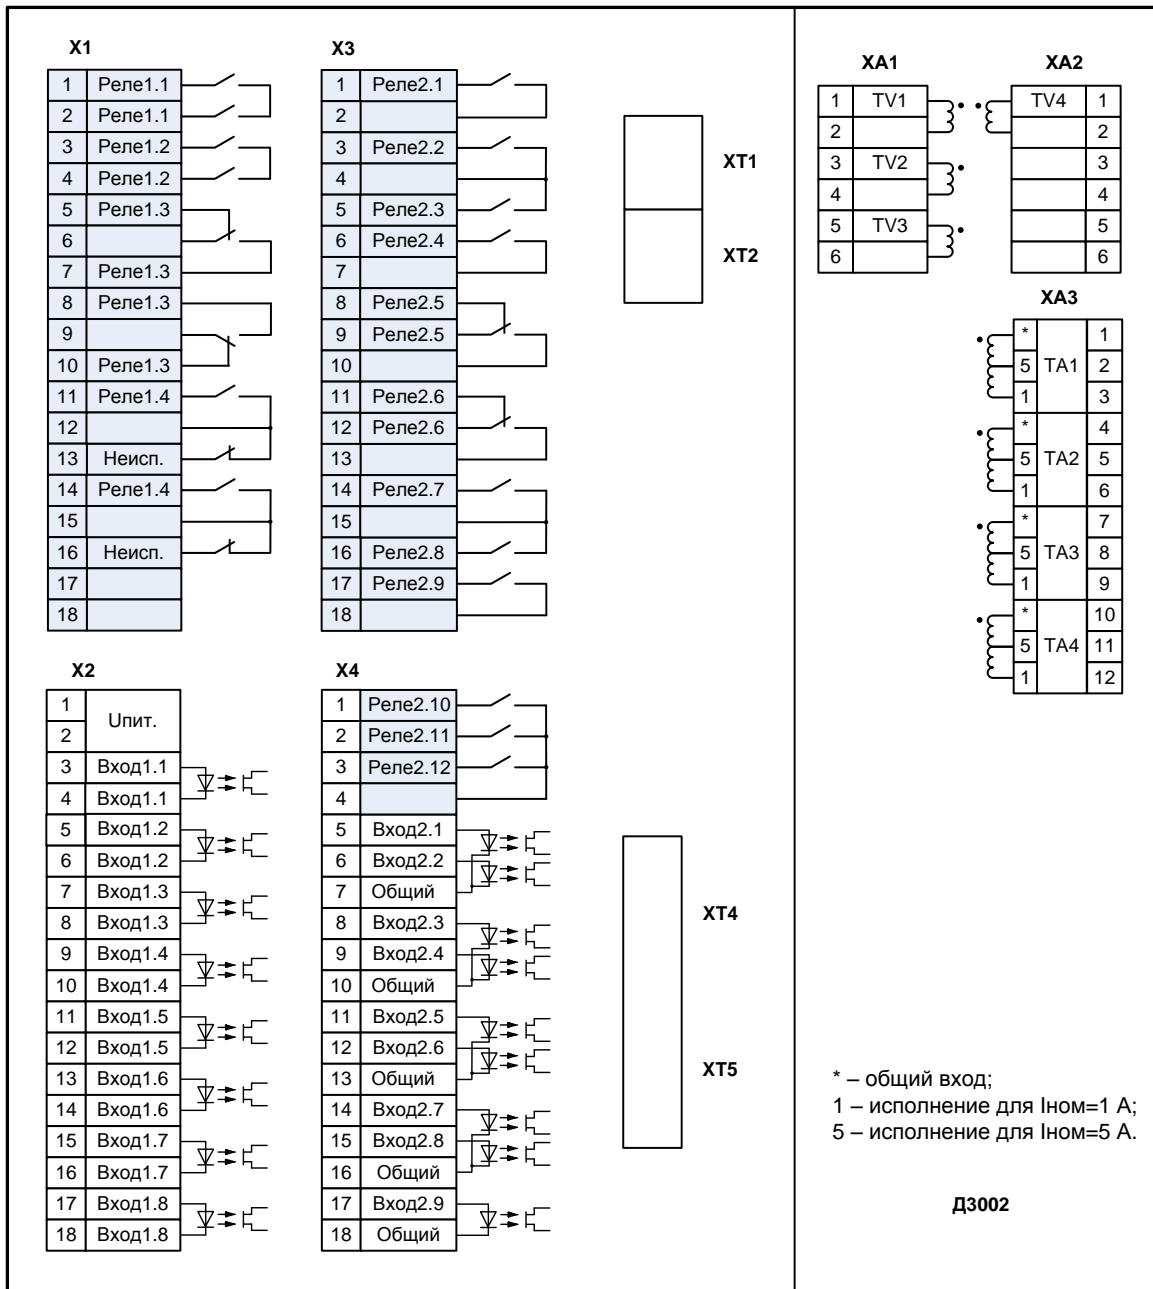 X1
1 Реле1.1
2 Реле1.1
3 Реле1.2
4 Реле1.2
5 Реле1.3
6
7 Реле1.3
8 Реле1.3
9
10 Реле1.3
11 Реле1.4
12
13 Неисп.
14 Реле1.4
15
16 Неисп.
17
18
X3
1 Реле2.1
2
3 Реле2.2
4
5 Реле2.3
6 Реле2.4
7
8 Реле2.5
9 Реле2.5
10
11 Реле2.6
12 Реле2.6
13
14 Реле2.7
15
16 Реле2.8
17 Реле2.9
18
XT1
XT2
X2
1
Uпит.
2
3 Вход1.1
4 Вход1.1
5 Вход1.2
6 Вход1.2
7 Вход1.3
8 Вход1.3
9 Вход1.4
10 Вход1.4
11 Вход1.5
12 Вход1.5
13 Вход1.6
14 Вход1.6
15 Вход1.7
16 Вход1.7
17 Вход1.8
18 Вход1.8
X4
1 Реле2.10
2 Реле2.11
3 Реле2.12
4
5 Вход2.1
6 Вход2.2
7 Общий
8 Вход2.3
9 Вход2.4
10 Общий
11 Вход2.5
12 Вход2.6
13 Общий
14 Вход2.7
15 Вход2.8
16 Общий
17 Вход2.9
18 Общий
XT4
XT5
XA1
1 TV1
2
3 TV2
4
5 TV3
6
XA2
TV4 1
2
3
4
5
6
XA3
* 1
5 TA1 2
1 3
* 4
5 TA2 5
1 6
* 7
5 TA3 8
1 9
* 10
5 TA4 11
1 12
* – общий вход;
1 – исполнение для Iном=1 А;
5 – исполнение для Iном=5 А.
Д3002